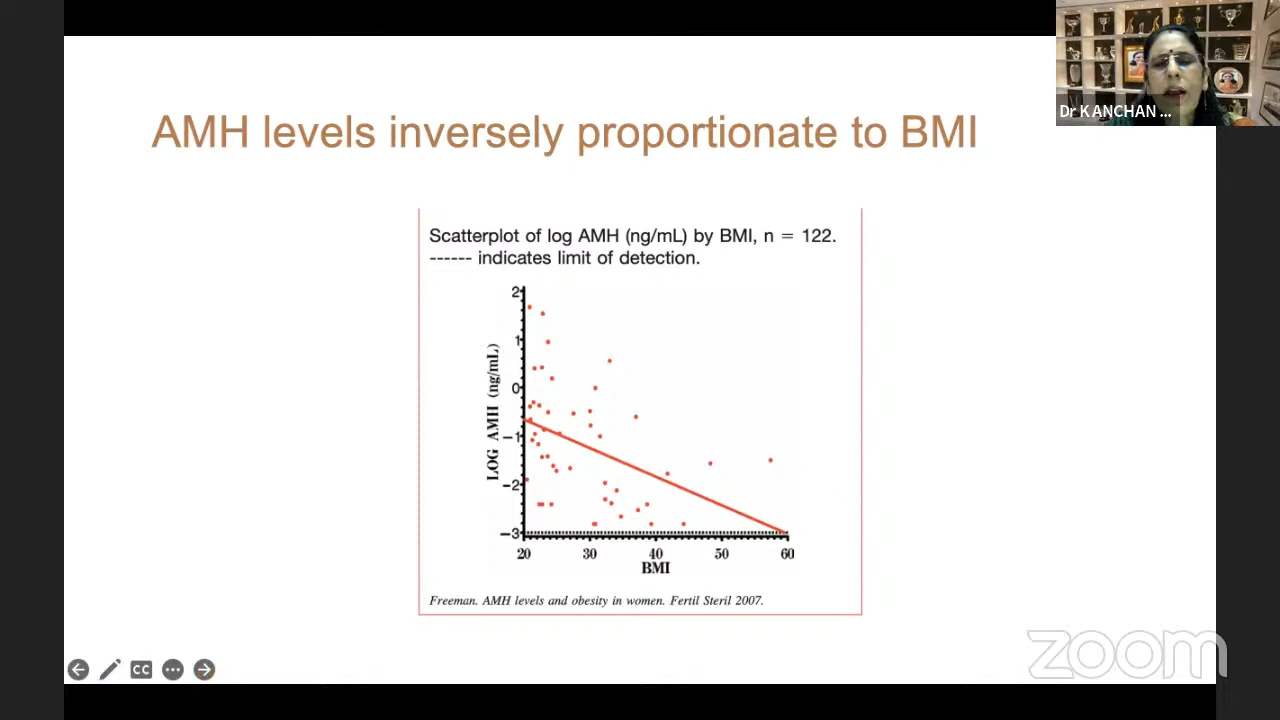 AMH levels inversely proportionate to BMI
Dr KANCHAN ...
Scatterplot of log AMH (ng/mL) by BMI, n = 122.
------ indicates limit of detection.
2
1
0
-1
-2
-3
LOG AMH (ng/mL)
20 30 40 50 60
BMI
Freeman. AMH levels and obesity in women. Fertil Steril 2007.
CC
zoom